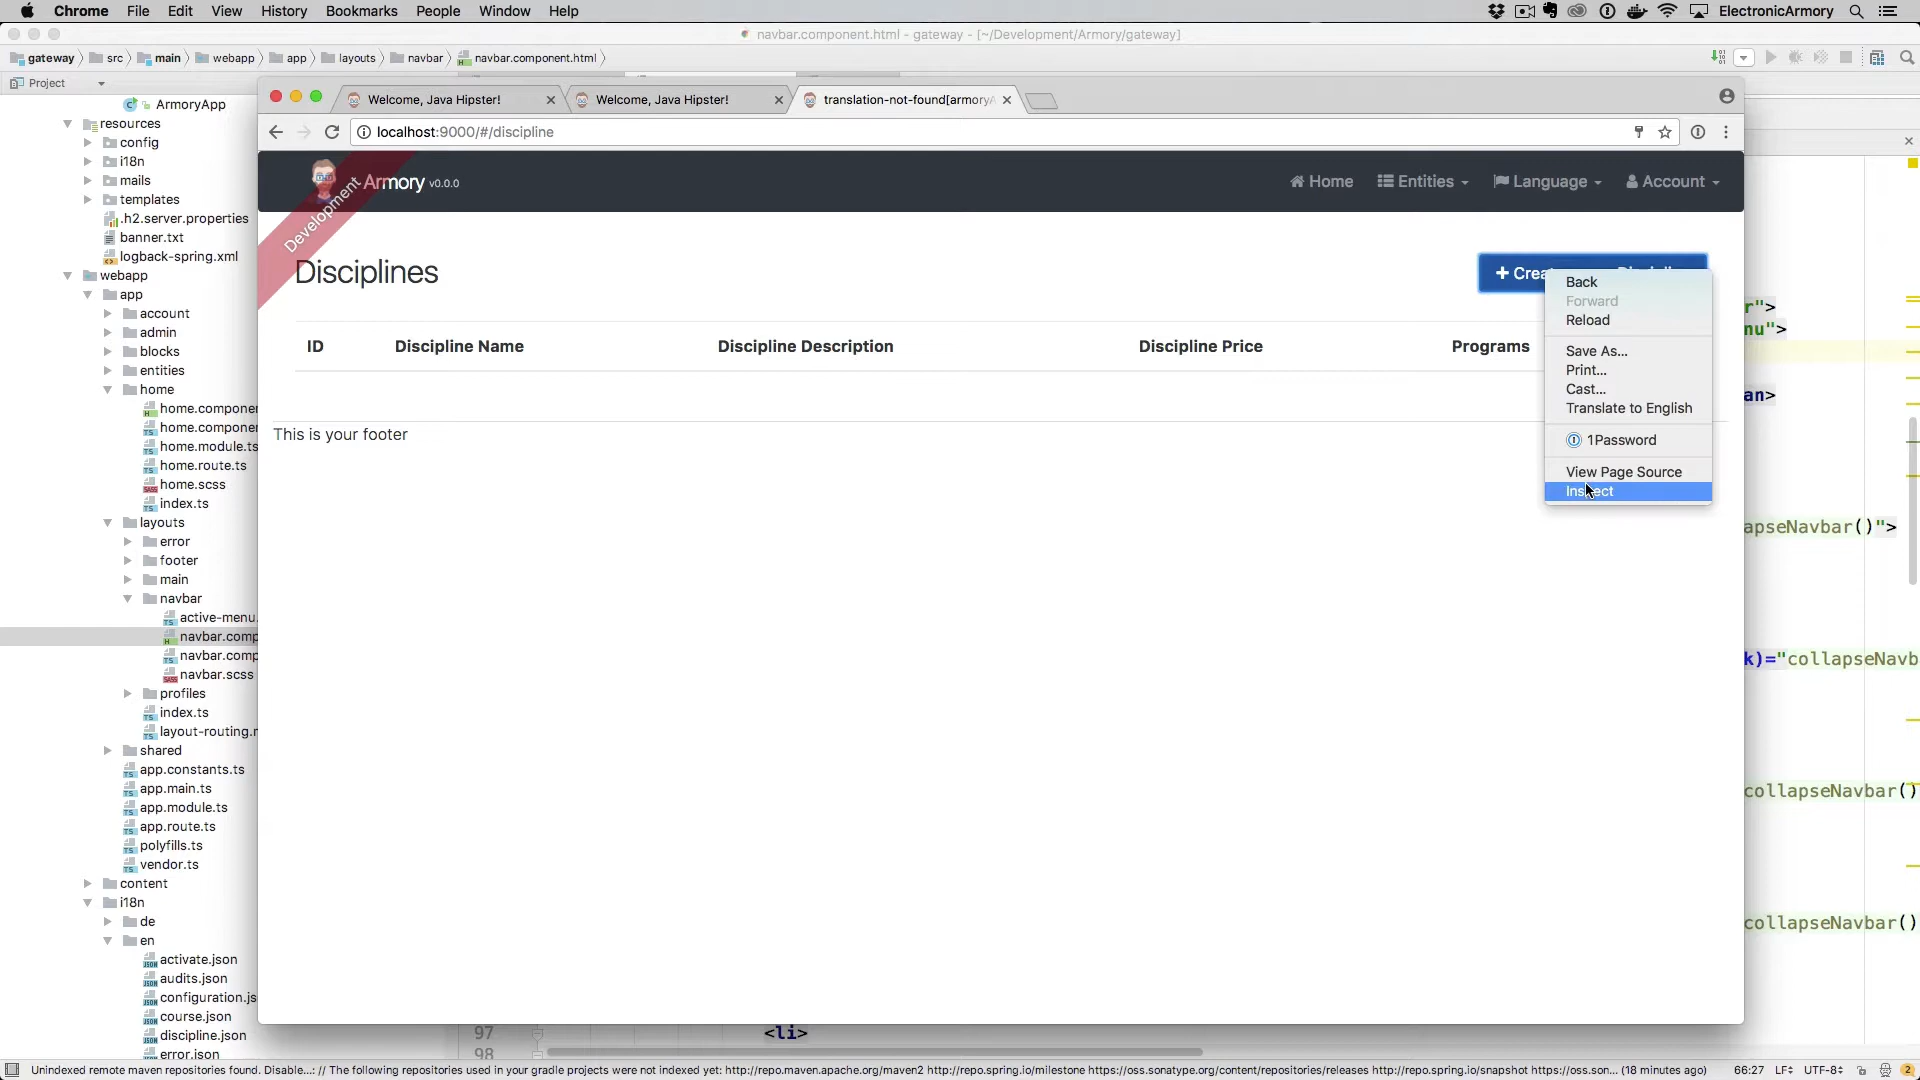 Chrome File Edit View History Bookmarks People Window Help ElectronicArmory
navbar.component.html - gateway - [~/Development/Armory/gateway]
gateway src main webapp app layouts navbar navbar.component.html
Project
ArmoryApp
resources
config
i18n
mails
templates
.h2.server.properties
banner.txt
logback-spring.xml
webapp
app
account
admin
blocks
entities
home
home.componen
home.componen
home.module.ts
home.route.ts
home.scss
index.ts
layouts
error
footer
main
navbar
active-menu.
navbar.comp
navbar.comp
navbar.scss
profiles
index.ts
layout-routing.r
shared
app.constants.ts
app.main.ts
app.module.ts
app.route.ts
polyfills.ts
vendor.ts
content
i18n
de
en
activate.json
audits.json
configuration.js
course.json
discipline.json
error.json
Welcome, Java Hipster! Welcome, Java Hipster! translation-not-found[armoryA
localhost:9000/#/discipline
Development
Armory v0.0.0 Home Entities Language Account
Disciplines
+ Crea
ID Discipline Name Discipline Description Discipline Price Programs
This is your footer
Back
Forward
Reload
Save As...
Print...
Cast...
Translate to English
1Password
View Page Source
Inspect
r">
nu">
an>
apseNavbar()">
k)="collapseNavb
collapseNavbar()
collapseNavbar()
97 <li>
98
Unindexed remote maven repositories found. Disable...: // The following repositories used in your gradle projects were not indexed yet: http://repo.maven.apache.org/maven2 http://repo.spring.io/milestone https://oss.sonatype.org/content/repositories/releases http://repo.spring.io/snapshot https://oss.son... (18 minutes ago) 66:27 LF÷ UTF-8÷ 2